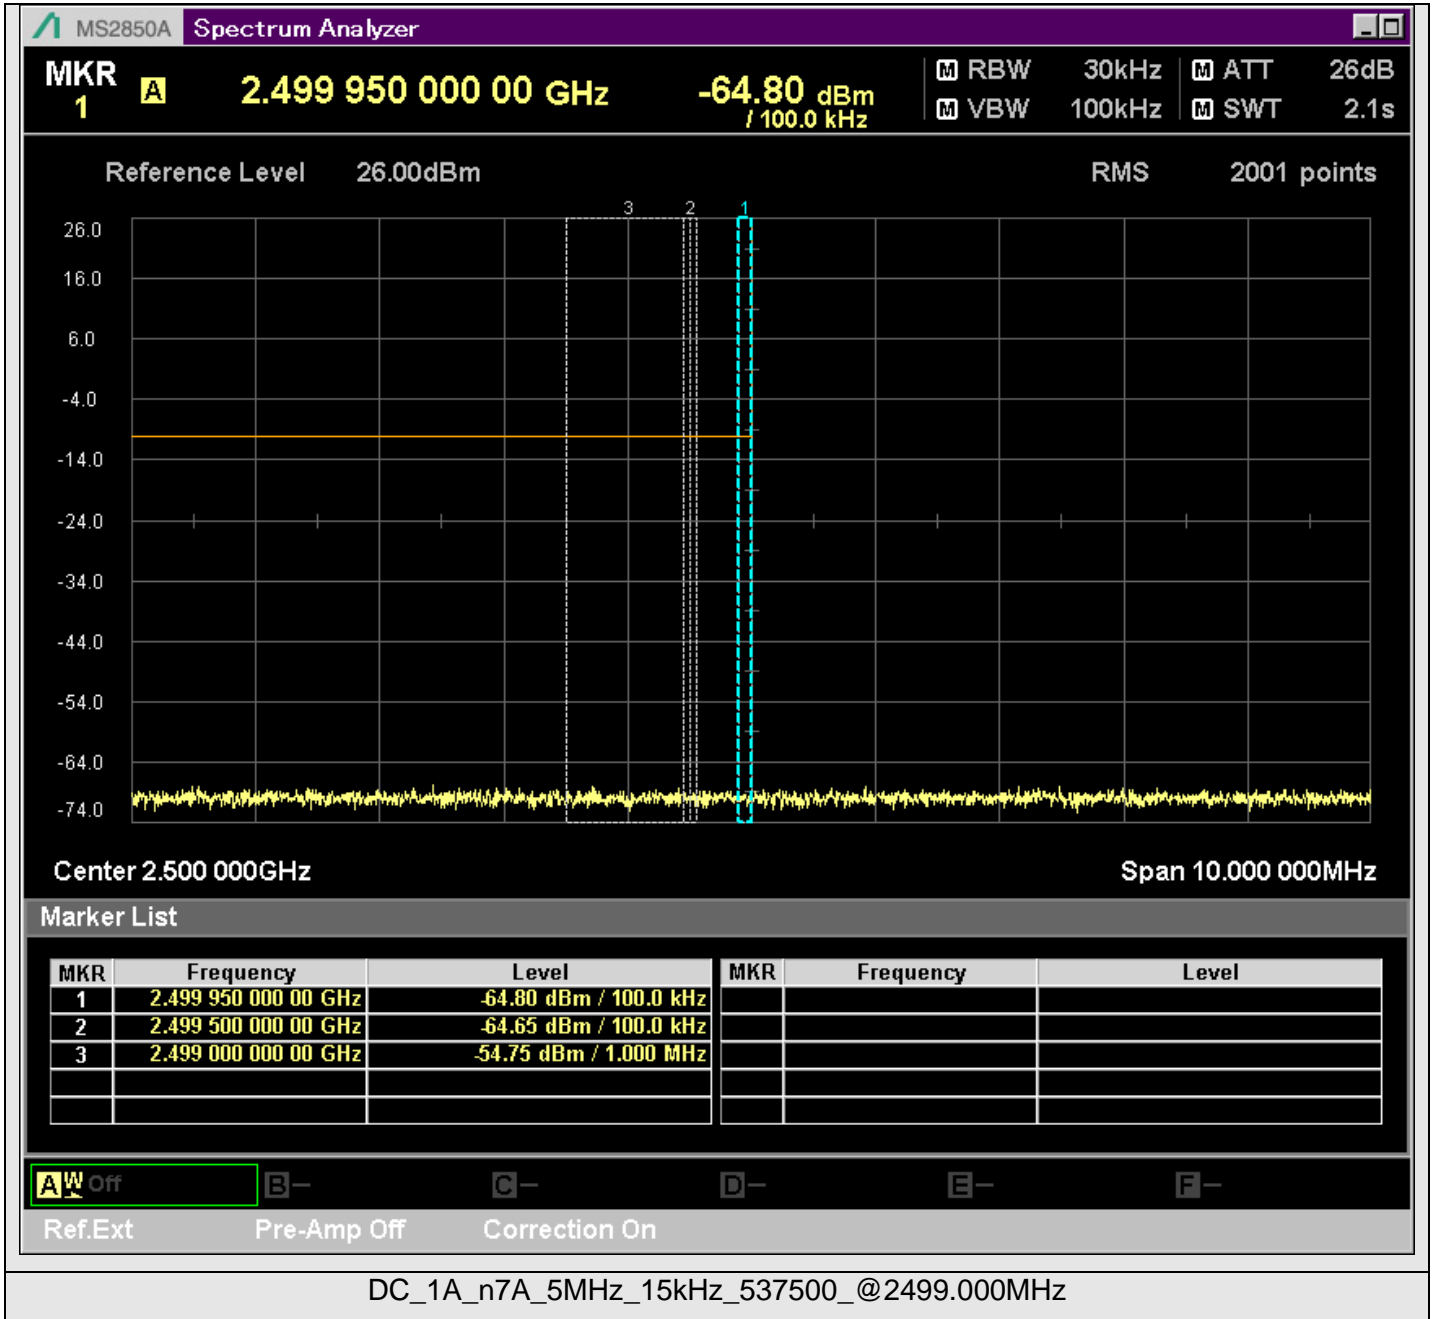 MS2850A Spectrum Analyzer
MKR 1 A 2.499 950 000 00 GHz -64.80 dBm / 100.0 kHz
M RBW 30kHz M ATT 26dB
M VBW 100kHz M SWT 2.1s
Reference Level 26.00dBm RMS 2001 points
3 2 1
26.0
16.0
6.0
-4.0
-14.0
-24.0
-34.0
-44.0
-54.0
-64.0
-74.0
Center 2.500 000GHz Span 10.000 000MHz
Marker List
MKR Frequency Level MKR Frequency Level
1 2.499 950 000 00 GHz -64.80 dBm / 100.0 kHz
2 2.499 500 000 00 GHz -64.65 dBm / 100.0 kHz
3 2.499 000 000 00 GHz -54.75 dBm / 1.000 MHz
A W Off B- C- D- E- F-
Ref.Ext Pre-Amp Off Correction On
DC_1A_n7A_5MHz_15kHz_537500_@2499.000MHz